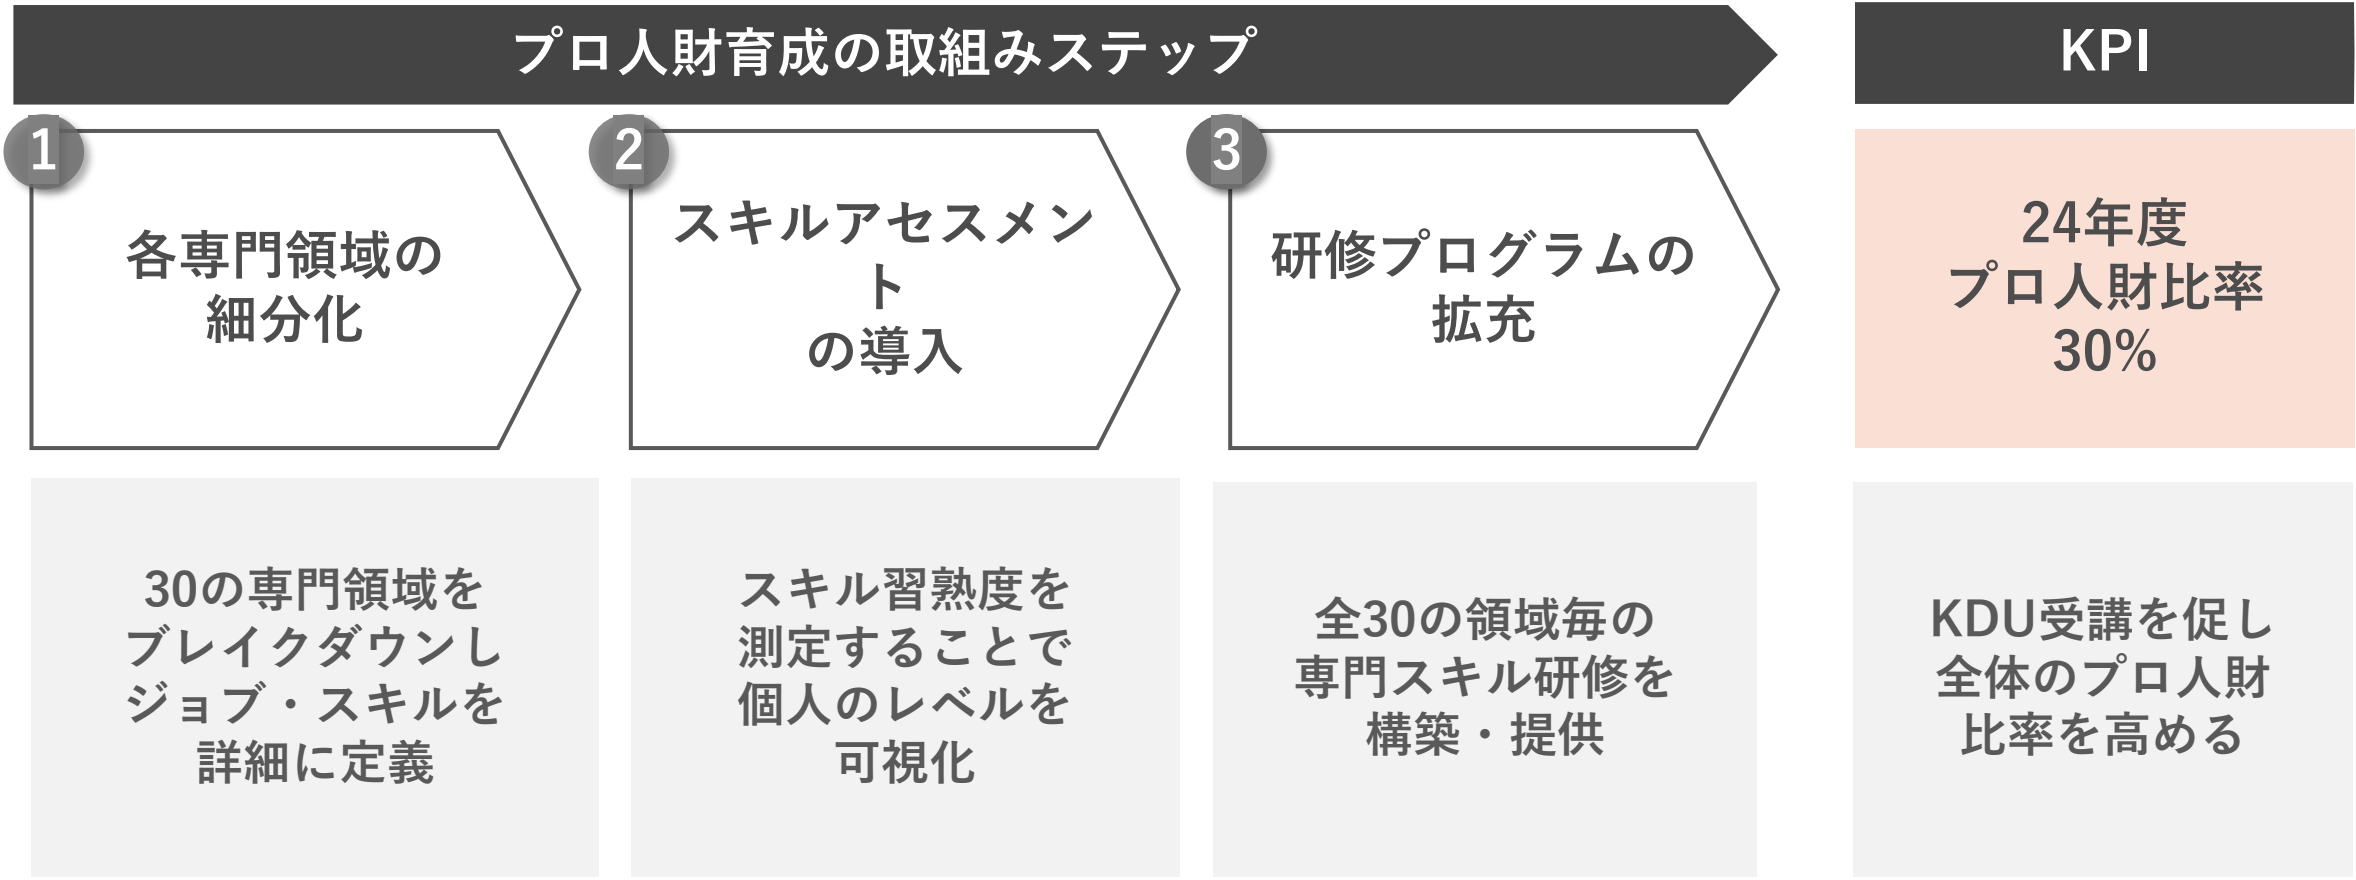 プロ人財育成の取組みステップ
KPI
1
各専門領域の
細分化
2
スキルアセスメン
ト
の導入
3
研修プログラムの
拡充
24年度
プロ人財比率
30%
30の専門領域を
ブレイクダウンし
ジョブ・スキルを
詳細に定義
スキル習熟度を
測定することで
個人のレベルを
可視化
全30の領域毎の
専門スキル研修を
構築・提供
KDU受講を促し
全体のプロ人財
比率を高める